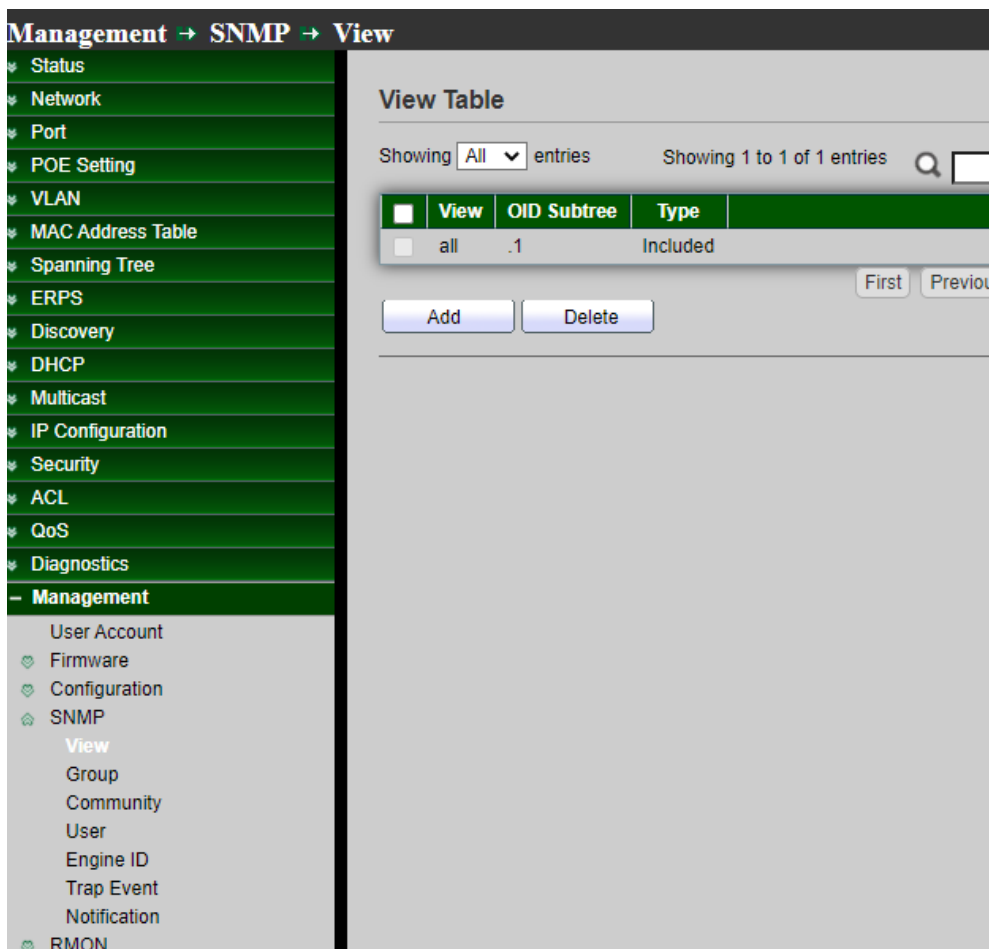 Management → SNMP → View
Status
Network
Port
POE Setting
VLAN
MAC Address Table
Spanning Tree
ERPS
Discovery
DHCP
Multicast
IP Configuration
Security
ACL
QoS
Diagnostics
Management
User Account
Firmware
Configuration
SNMP
View
Group
Community
User
Engine ID
Trap Event
Notification
RMON
View Table
Showing All entries Showing 1 to 1 of 1 entries
View OID Subtree Type
all .1 Included
First Previou
Add Delete